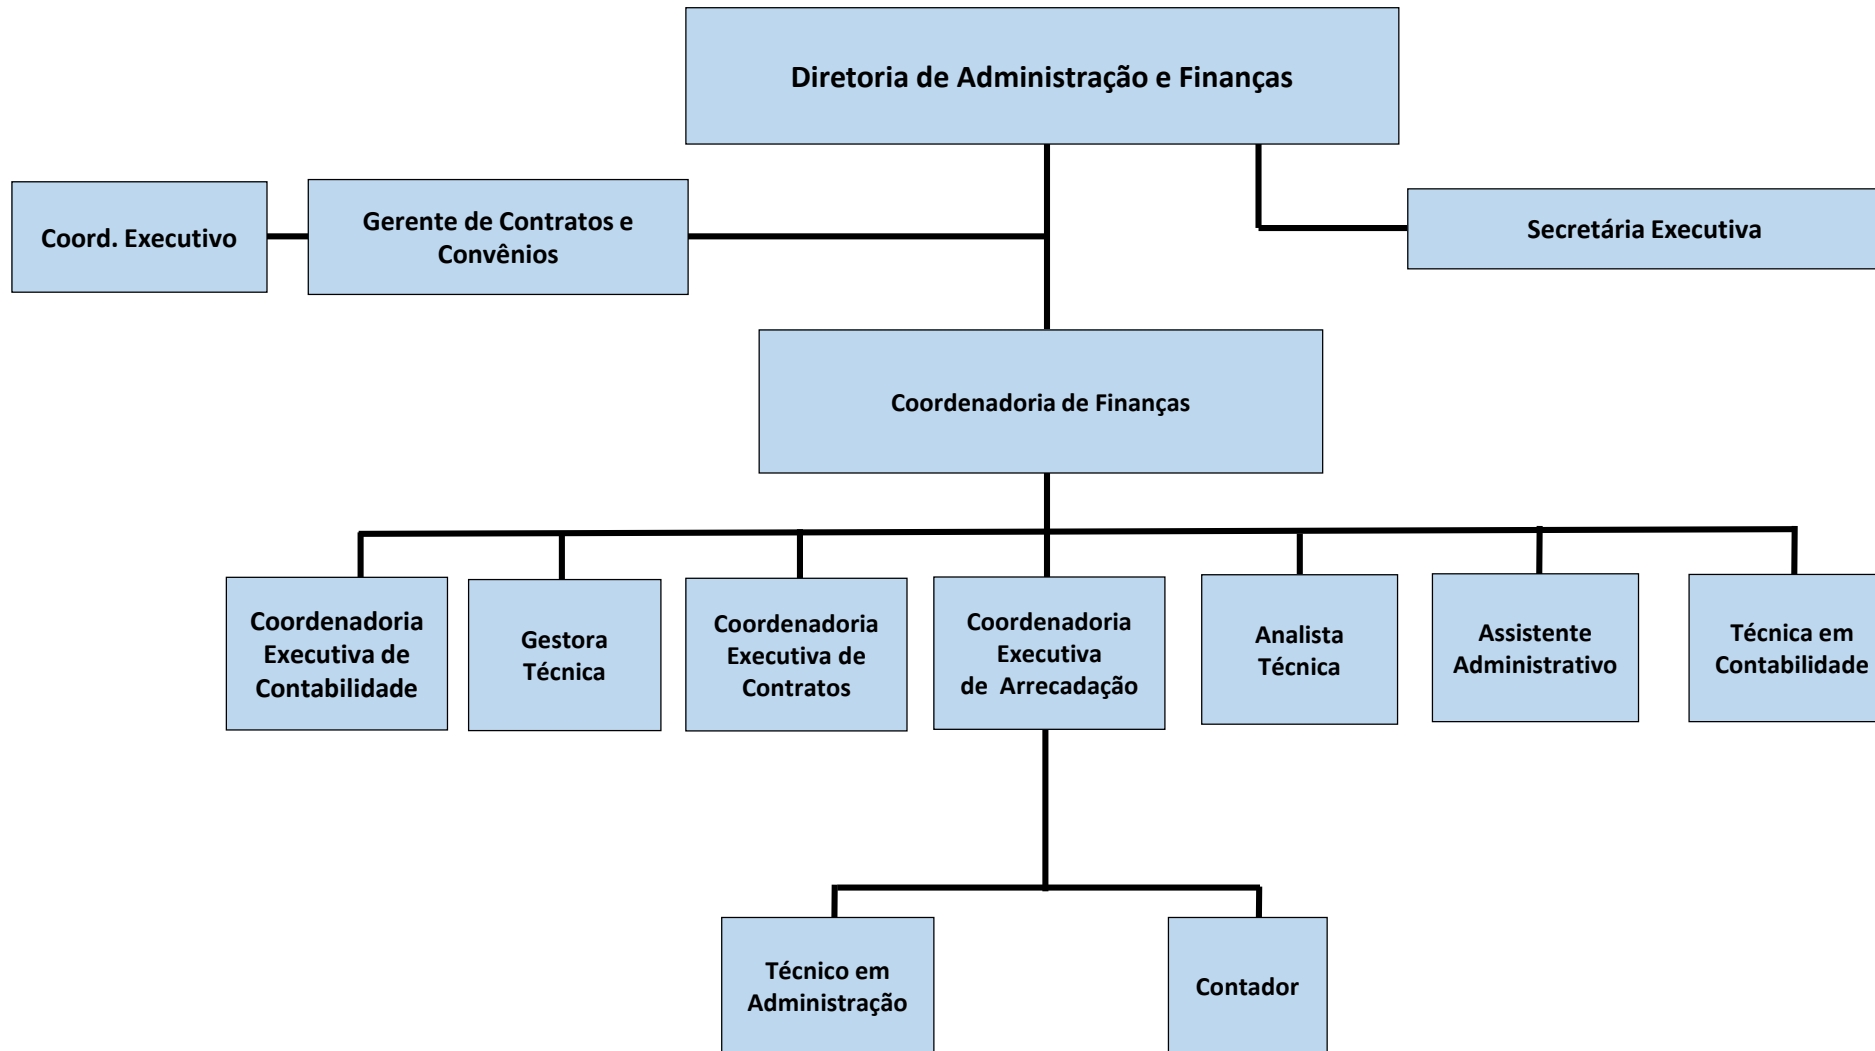 Diretoria de Administração e Finanças
Coord. Executivo
Gerente de Contratos e
Convênios
Secretária Executiva
Coordenadoria de Finanças
Coordenadoria
Executiva de
Contabilidade
Gestora
Técnica
Coordenadoria
Executiva de
Contratos
Coordenadoria
Executiva
de Arrecadação
Analista
Técnica
Assistente
Administrativo
Técnica em
Contabilidade
Técnico em
Administração
Contador